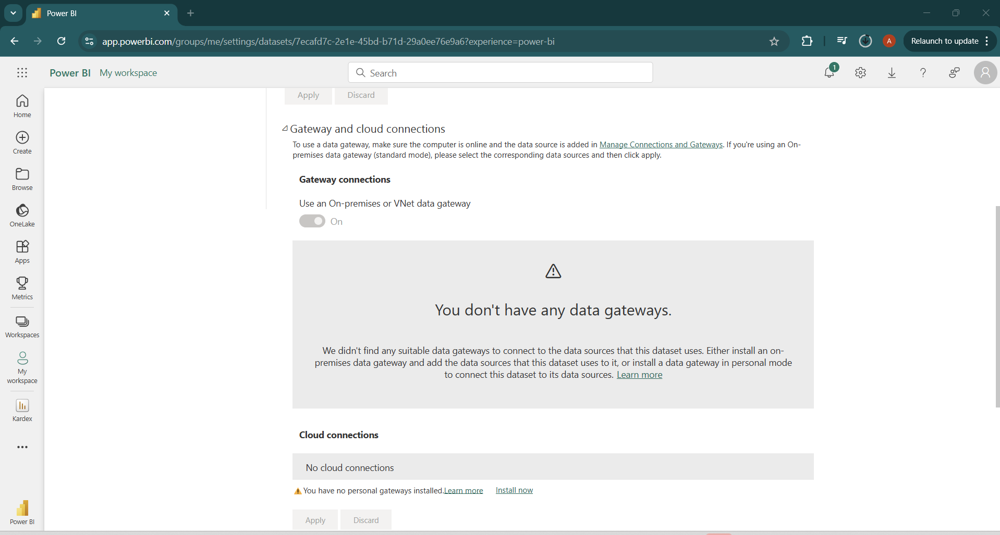 Power BI
app.powerbi.com/groups/me/settings/datasets/7ecafd7c-2e1e-45bd-b71d-29a0ee76e9a6?experience=power-bi
A
Relaunch to update
Power BI My workspace
Search
1
Home
Create
Browse
OneLake
Apps
Metrics
Workspaces
My
workspace
Kardex
Power BI
Apply Discard
Gateway and cloud connections
To use a data gateway, make sure the computer is online and the data source is added in Manage Connections and Gateways. If you're using an On-
premises data gateway (standard mode), please select the corresponding data sources and then click apply.
Gateway connections
Use an On-premises or VNet data gateway
On
You don't have any data gateways.
We didn't find any suitable data gateways to connect to the data sources that this dataset uses. Either install an on-
premises data gateway and add the data sources that this dataset uses to it, or install a data gateway in personal mode
to connect this dataset to its data sources. Learn more
Cloud connections
No cloud connections
You have no personal gateways installed.Learn more Install now
Apply Discard